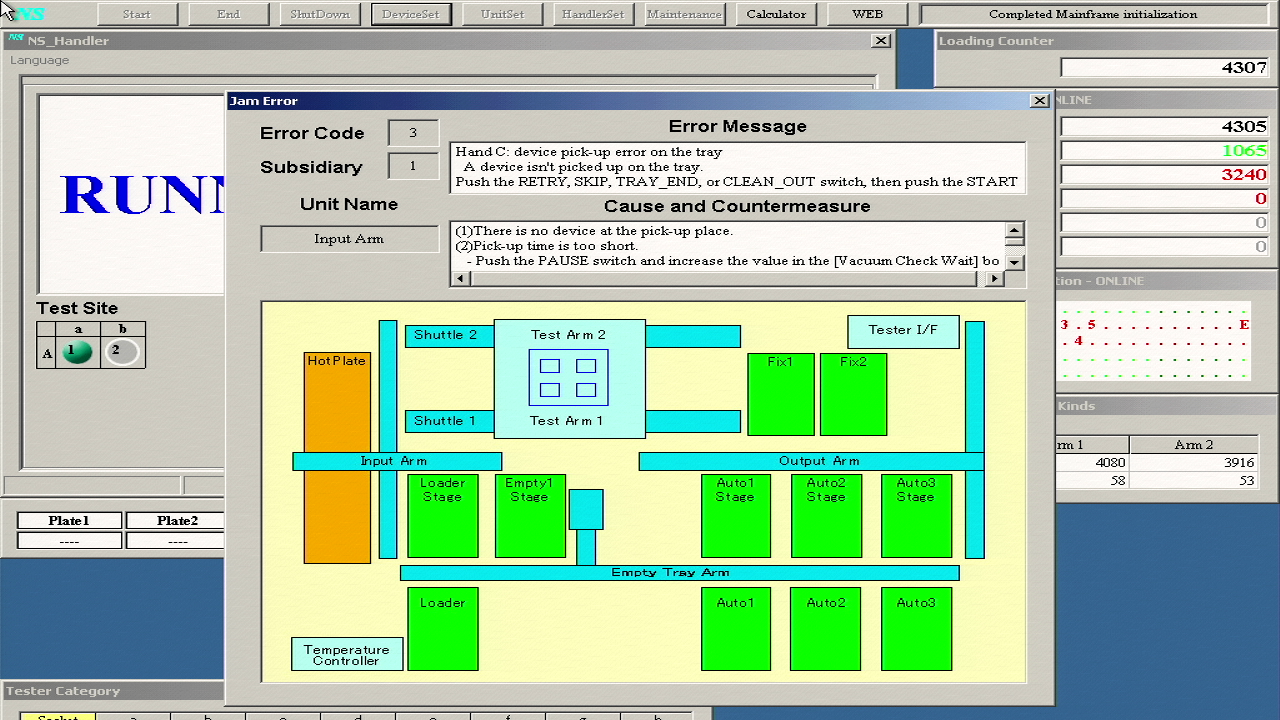 NS
Start
End
ShutDown
DeviceSet
UnitSet
HandlerSet
Maintenance
Calculator
WEB
Completed Mainframe initialization
NS NS_Handler
Language
Loading Counter
4307
NLINE
4305
1065
3240
0
0
0
RUNN
Test Site
a b
A 1 2
Plate1 Plate2
---- ----
Jam Error
Error Code 3
Subsidiary 1
Unit Name
Input Arm
Error Message
Hand C: device pick-up error on the tray
A device isn't picked up on the tray.
Push the RETRY, SKIP, TRAY_END, or CLEAN_OUT switch, then push the START
Cause and Countermeasure
(1)There is no device at the pick-up place.
(2)Pick-up time is too short.
- Push the PAUSE switch and increase the value in the [Vacuum Check Wait] bo
Shuttle 2
Test Arm 2
Tester I/F
HotPlate
Fix1
Fix2
Shuttle 1
Test Arm 1
Input Arm
Output Arm
Loader
Stage
Empty1
Stage
Auto1
Stage
Auto2
Stage
Auto3
Stage
Empty Tray Arm
Loader
Auto1
Auto2
Auto3
Temperature
Controller
tion - ONLINE
3 . 5 . . . . . . . . . E
. 4 . . . . . . . . . .
Kinds
rm 1 Arm 2
4080 3916
58 53
Tester Category
Socket a b c d e f g h